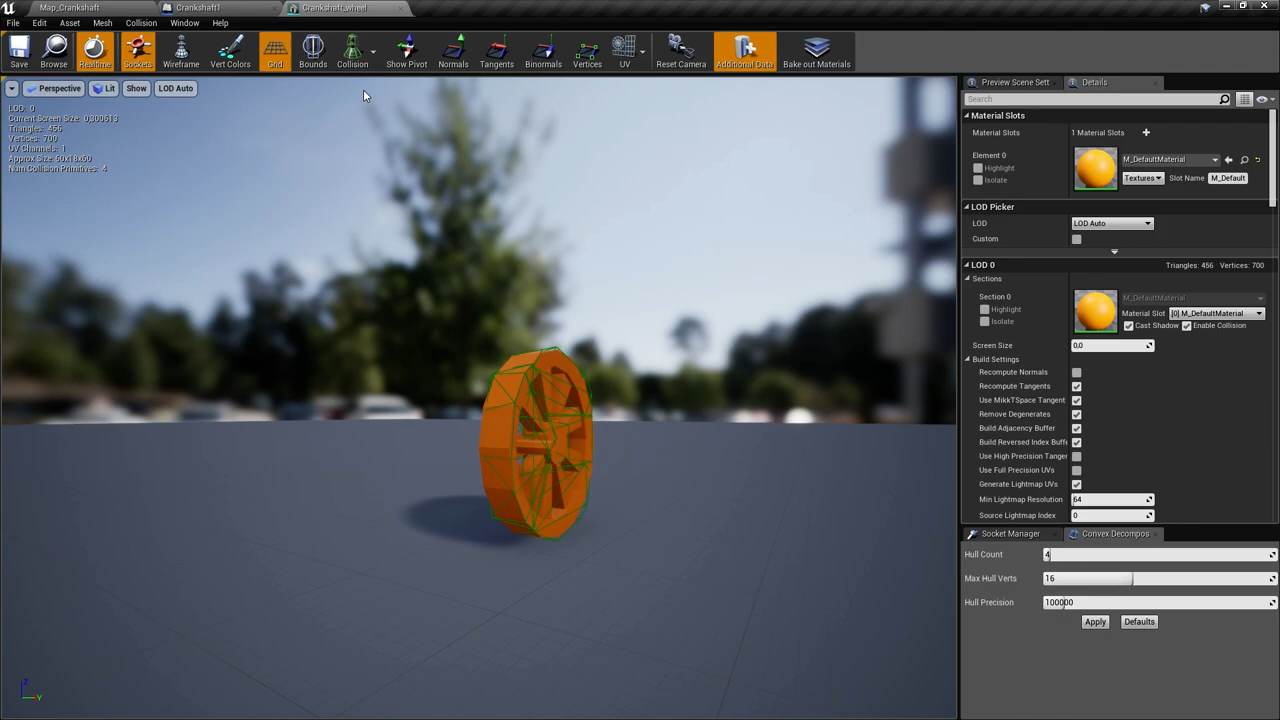 Map_Crankshaft
Crankshaft1
Crankshaft_wheel
File Edit Asset Mesh Collision Window Help
Save Browse Realtime Sockets Wireframe Vert Colors Grid Bounds Collision Show Pivot Normals Tangents Binormals Vertices UV Reset Camera Additional Data Bake out Materials
Perspective Lit Show LOD Auto
LOD: 0
Current Screen Size: 0,300513
Triangles: 456
Vertices: 700
UV Channels: 1
Approx Size: 60x18x60
Num Collision Primitives: 4
Z
Y
Preview Scene Sett Details
Search
Material Slots
Material Slots 1 Material Slots
Element 0 M_DefaultMaterial
Highlight
Isolate Textures Slot Name M_Default
LOD Picker
LOD LOD Auto
Custom
LOD 0 Triangles: 456 Vertices: 700
Sections
Section 0 M_DefaultMaterial
Highlight Material Slot [0] M_DefaultMaterial
Isolate Cast Shadow Enable Collision
Screen Size 0,0
Build Settings
Recompute Normals
Recompute Tangents
Use MikkTSpace Tangent
Remove Degenerates
Build Adjacency Buffer
Build Reversed Index Buffe
Use High Precision Tanger
Use Full Precision UVs
Generate Lightmap UVs
Min Lightmap Resolution 64
Source Lightmap Index 0
Socket Manager Convex Decompos
Hull Count 4
Max Hull Verts 16
Hull Precision 100000
Apply Defaults